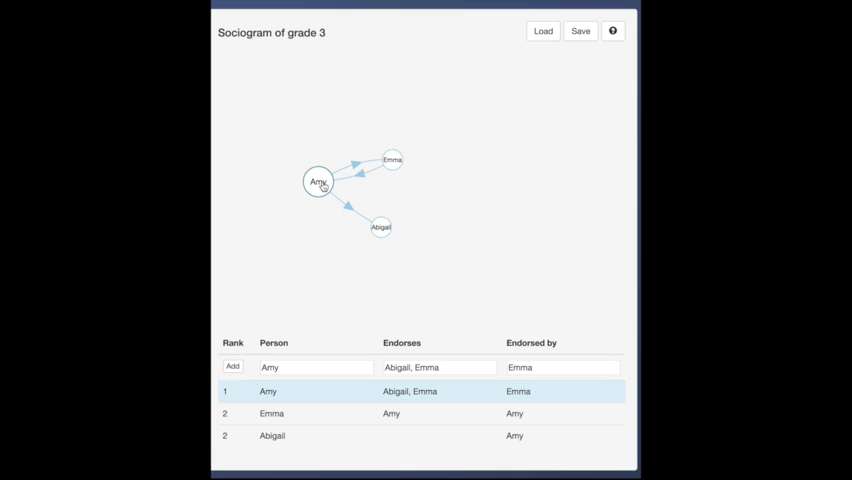 Sociogram of grade 3
Load Save ?
Emma
Amy
Abigail
Rank Person Endorses Endorsed by
Add Amy Abigail, Emma Emma
1 Amy Abigail, Emma Emma
2 Emma Amy Amy
2 Abigail Amy